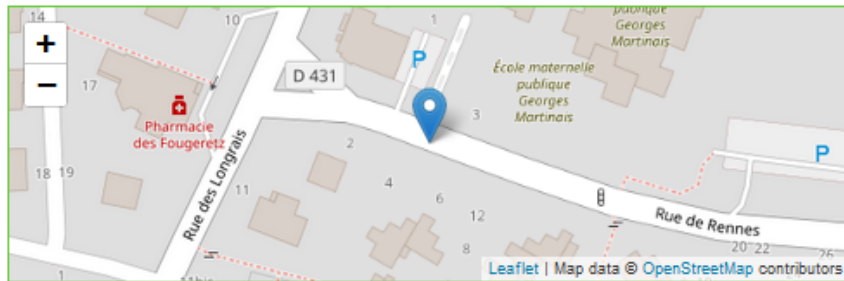 14
10
1
publique
Georges
Martinais
+
−
D 431
P
17
École maternelle
publique
Georges
Martinais
3
Pharmacie
des Fougeretz
2
P
18
19
Rue des Longrais
11
4
6
12
8
Rue de Rennes
20
22
26
1
11bis
Leaflet | Map data © OpenStreetMap contributors